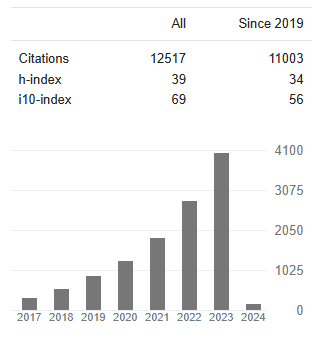 All Since 2019
Citations 12517 11003
h-index 39 34
i10-index 69 56
4100
3075
2050
1025
0
2017 2018 2019 2020 2021 2022 2023 2024